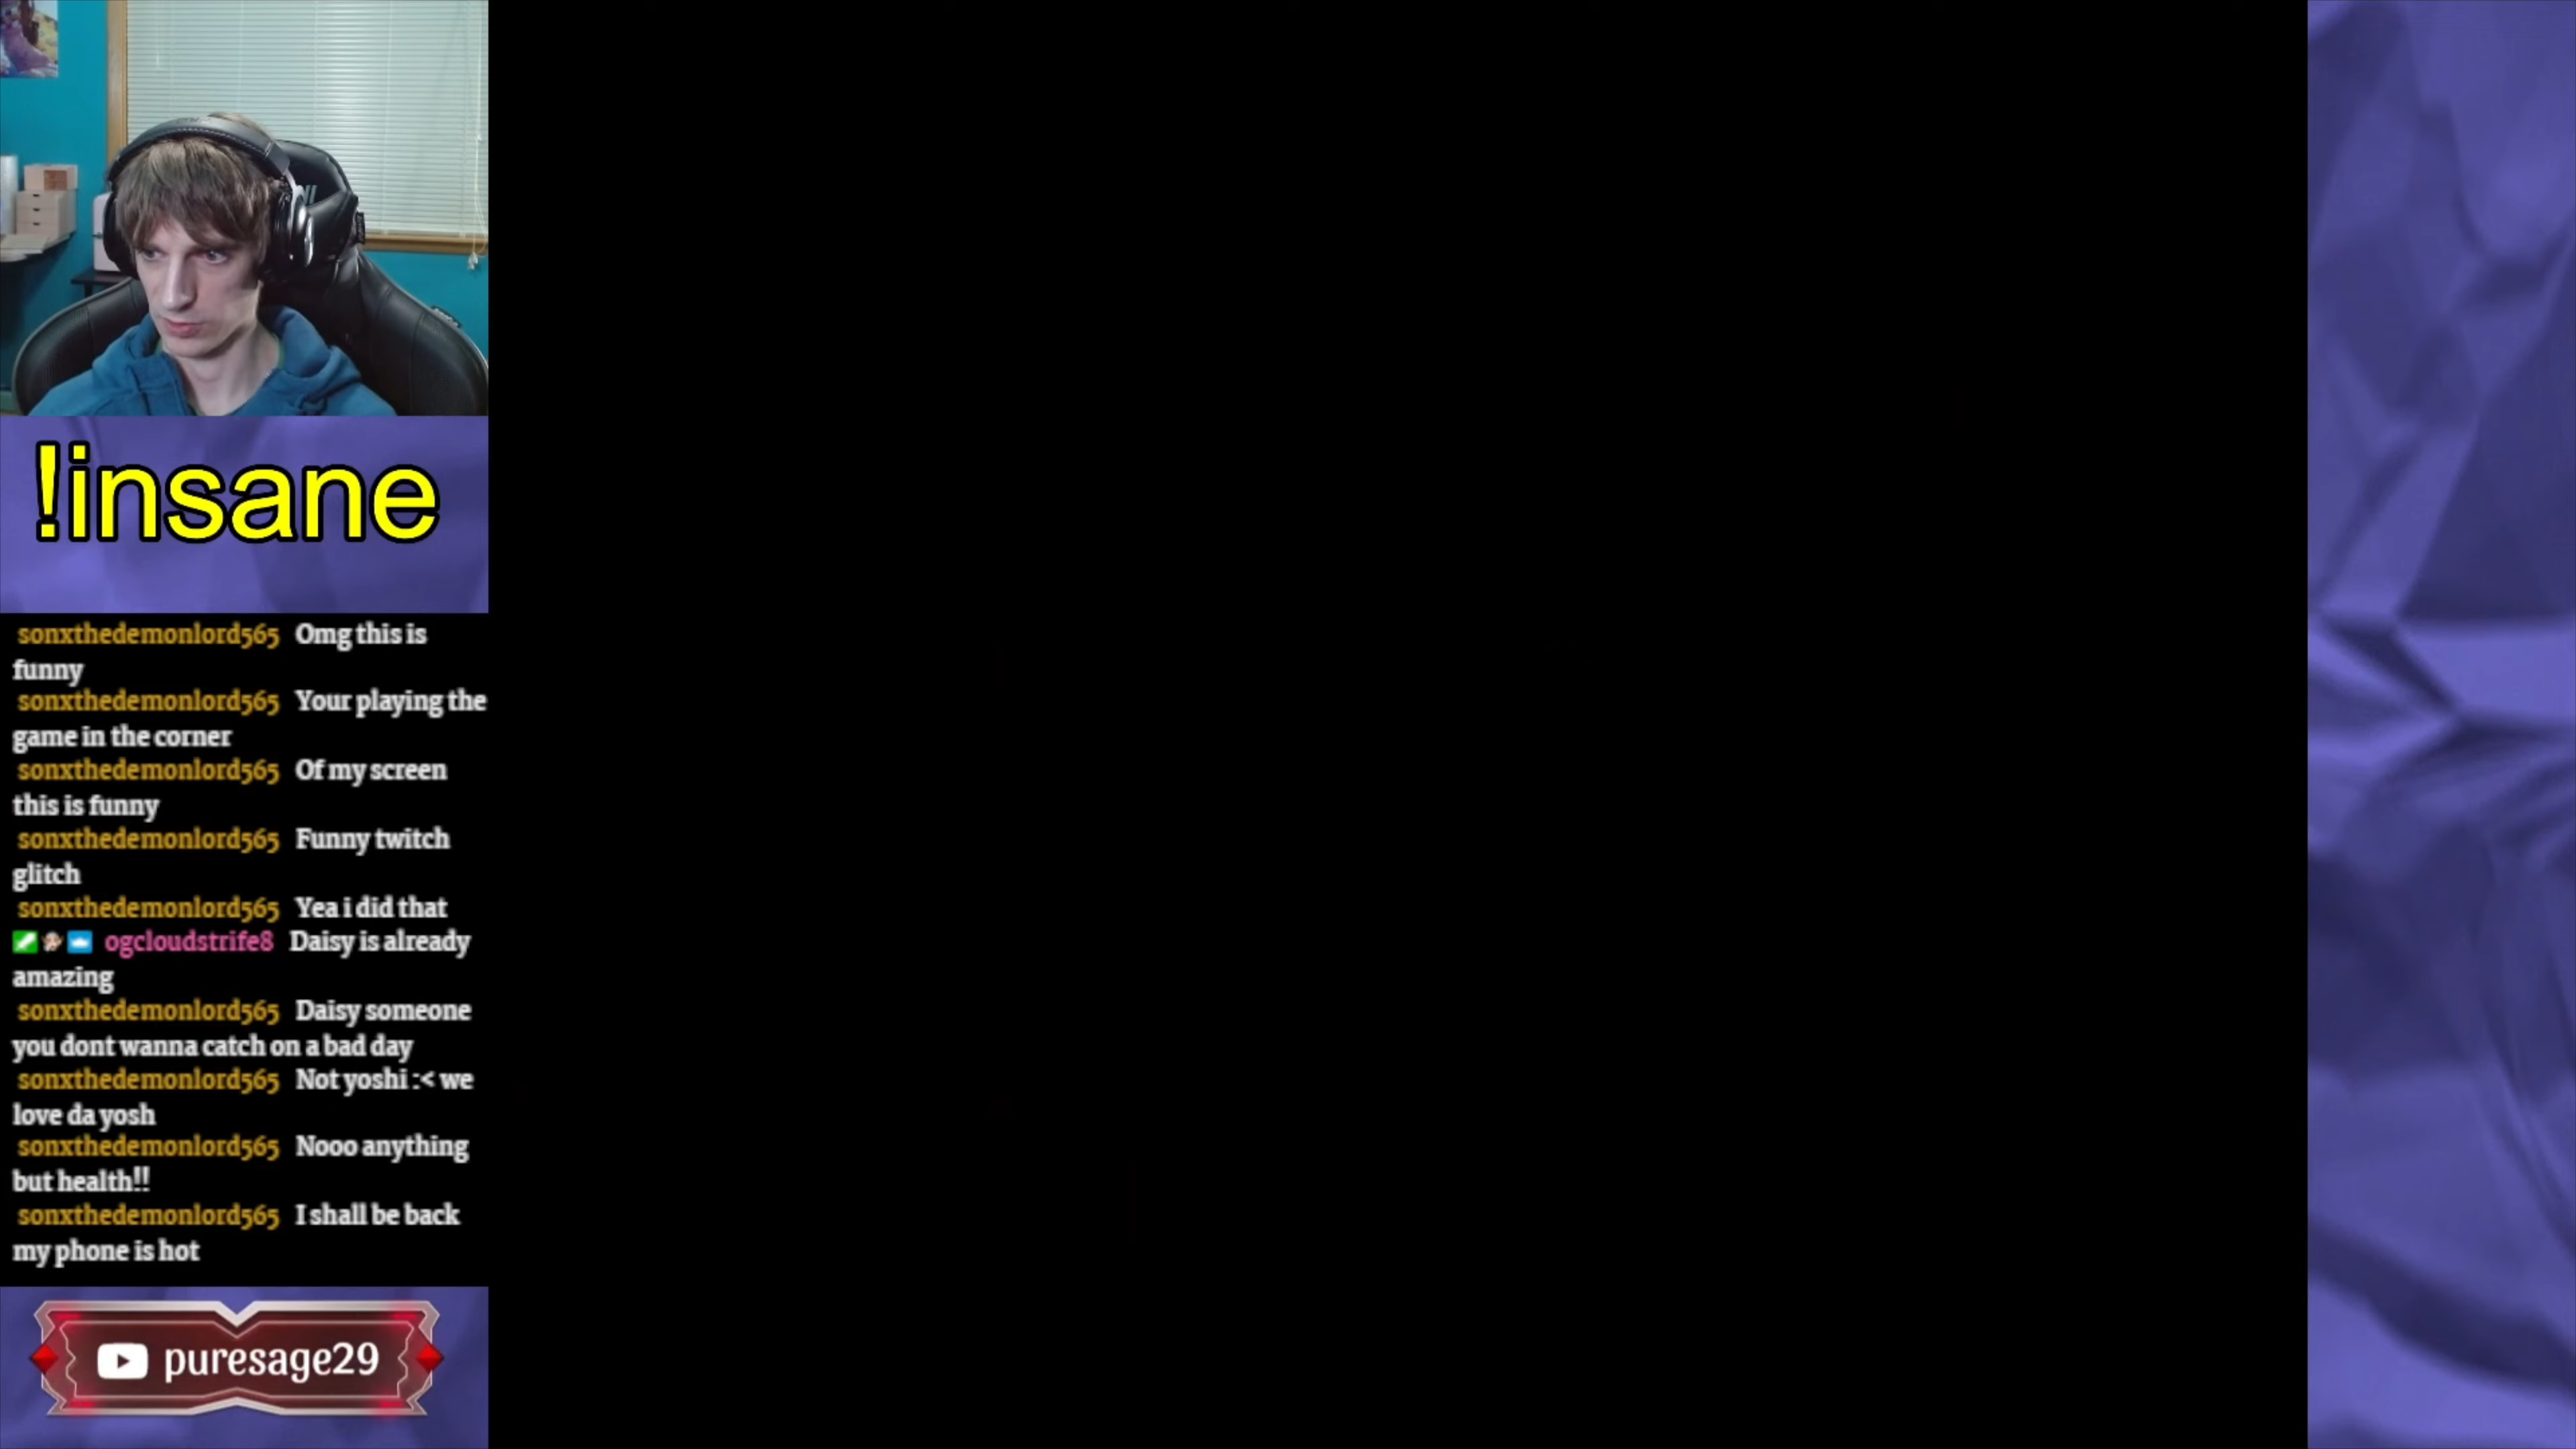 !insane
sonxthedemonlord565 Omg this is
funny
sonxthedemonlord565 Your playing the
game in the corner
sonxthedemonlord565 Of my screen
this is funny
sonxthedemonlord565 Funny twitch
glitch
sonxthedemonlord565 Yea i did that
ogcloudstrife8 Daisy is already
amazing
sonxthedemonlord565 Daisy someone
you dont wanna catch on a bad day
sonxthedemonlord565 Not yoshi :< we
love da yosh
sonxthedemonlord565 Nooo anything
but health!!
sonxthedemonlord565 I shall be back
my phone is hot
puresage29